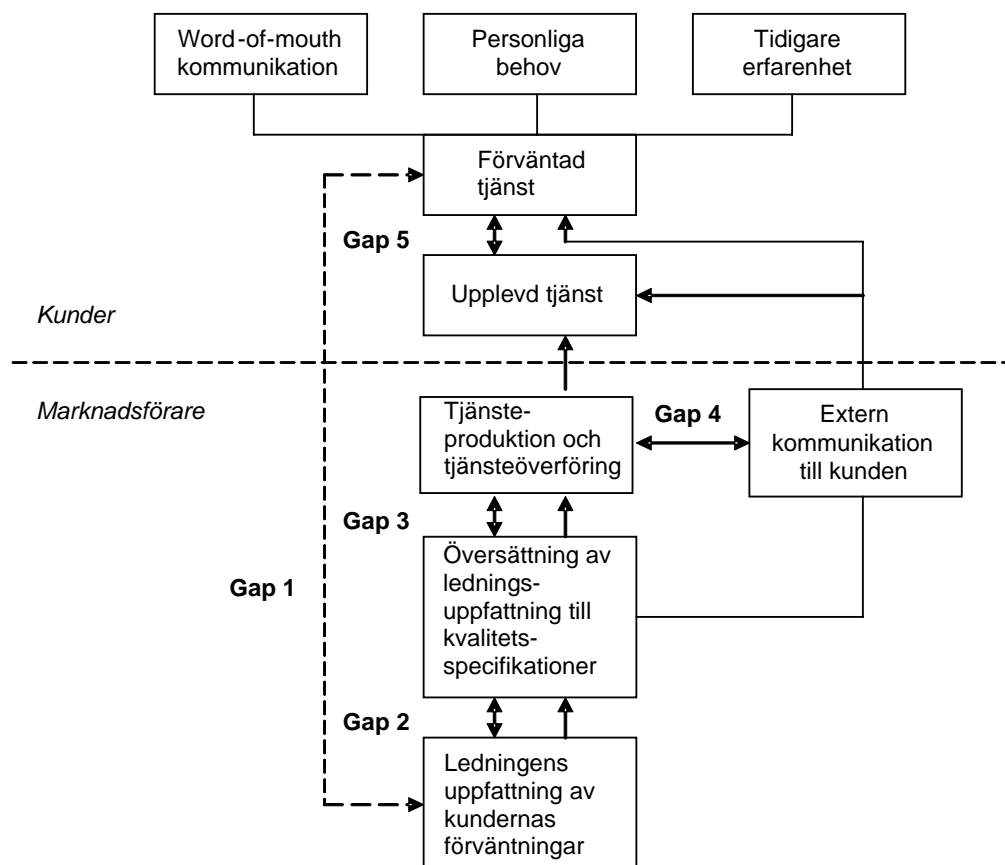 Word-of-mouth
kommunikation
Personliga
behov
Tidigare
erfarenhet
Förväntad
tjänst
Gap 5
Upplevd tjänst
Kunder
Marknadsförare
Tjänste-
produktion och
tjänsteöverföring
Gap 4
Extern
kommunikation
till kunden
Gap 3
Översättning av
lednings-
uppfattning till
kvalitets-
specifikationer
Gap 1
Gap 2
Ledningens
uppfattning av
kundernas
förväntningar